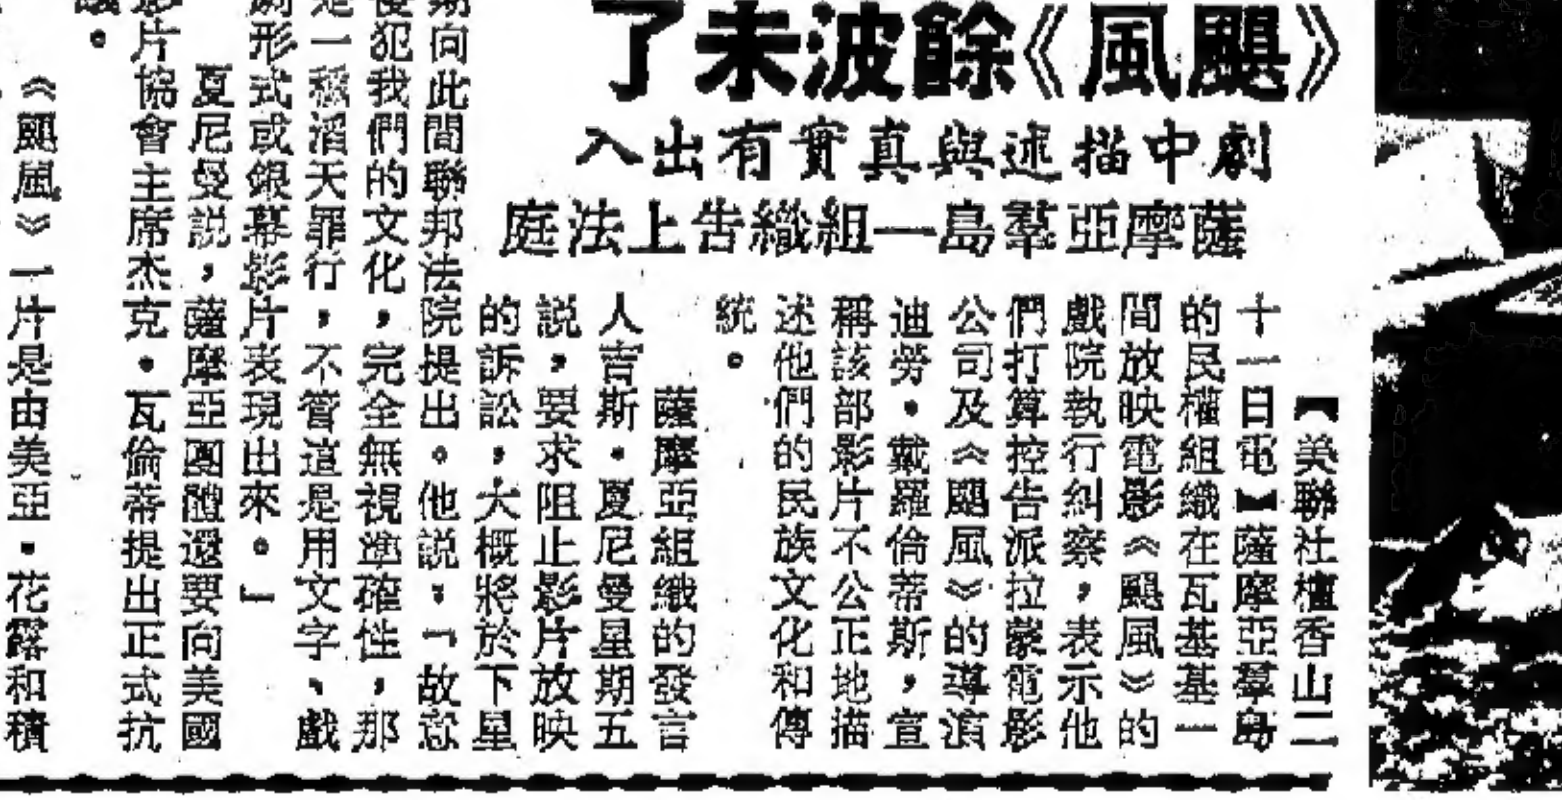 《颶風》餘波未了
劇中描述與真實有出入
薩摩亞羣島一組織告上法庭
【美聯社檀香山二
十一日電】薩摩亞羣島
的民權組織在瓦基基一
間放映電影《颶風》的
戲院執行糾察,表示他
們打算控告派拉蒙電影
公司及《颶風》的導演
迪勞·戴羅倫蒂斯,宣
稱該部影片不公正地描
述他們的民族文化和傳
統。
薩摩亞組織的發言
人吉斯·夏尼曼星期五
説,要求阻止影片放映
的訴訟,大概將於下星
期向此間聯邦法院提出。他説,「故意
侵犯我們的文化,完全無視準確性,那
是一種滔天罪行,不管這是用文字、戲
劇形式或銀幕影片表現出來。」
夏尼曼説,薩摩亞團體還要向美國
影片協會主席杰克·瓦倫蒂提出正式抗
議。
《颶風》一片是由美亞·花露和積